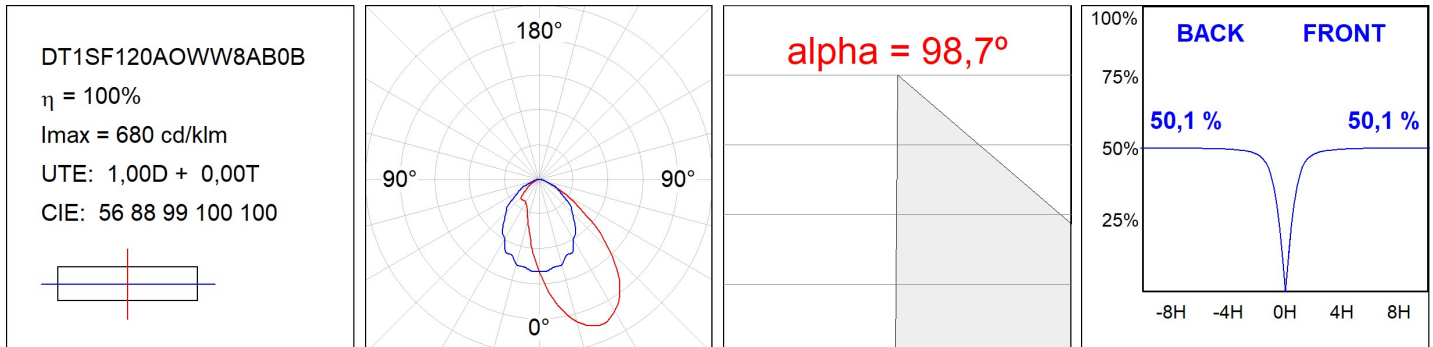 DT1SF120AOWW8AB0B
η = 100%
Imax = 680 cd/klm
UTE: 1,00D + 0,00T
CIE: 56 88 99 100 100
180°
90° 90°
0°
alpha = 98,7º
100%
BACK FRONT
75%
50,1 % 50,1 %
50%
25%
-8H -4H 0H 4H 8H